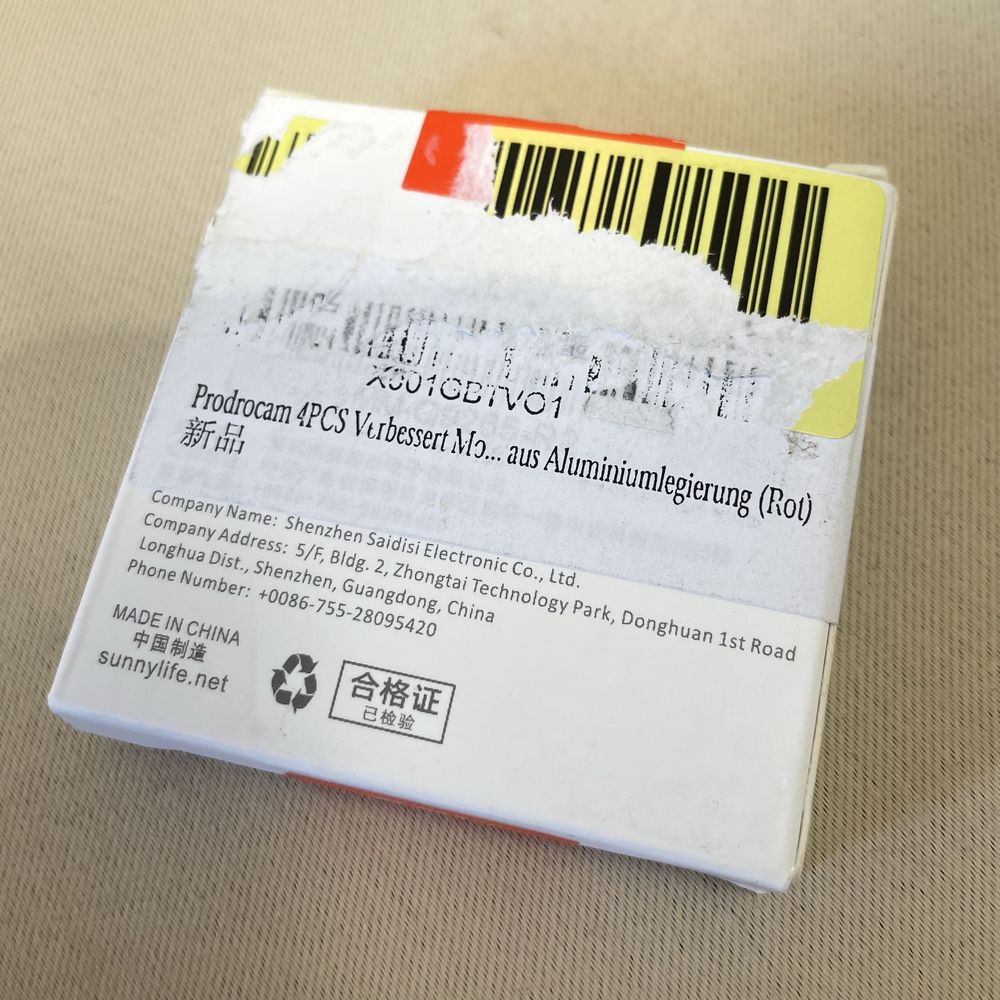 X001GBTVO1
Prodrocam 4PCS Verbessert Mo... aus Aluminiumlegierung (Rot)
新品
Company Name: Shenzhen Saidisi Electronic Co., Ltd.
Company Address: 5/F, Bldg. 2, Zhongtai Technology Park, Donghuan 1st Road
Longhua Dist., Shenzhen, Guangdong, China
Phone Number: +0086-755-28095420
MADE IN CHINA
中国制造
sunnylife.net
合格证
已检验